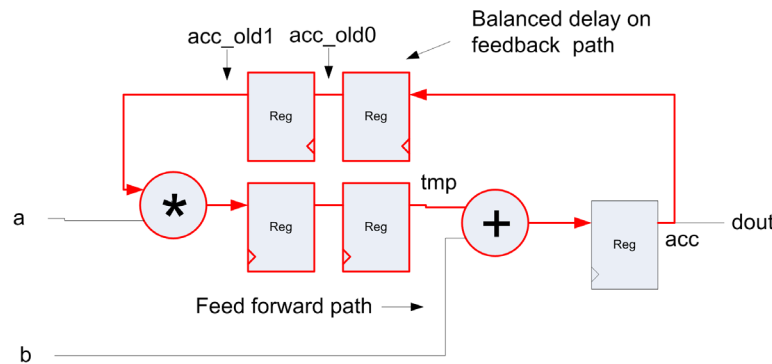 Balanced delay on
feedback path
acc_old1
acc_old0
Reg
Reg
tmp
a
*
Reg
Reg
+
Reg
acc
dout
Feed forward path
b